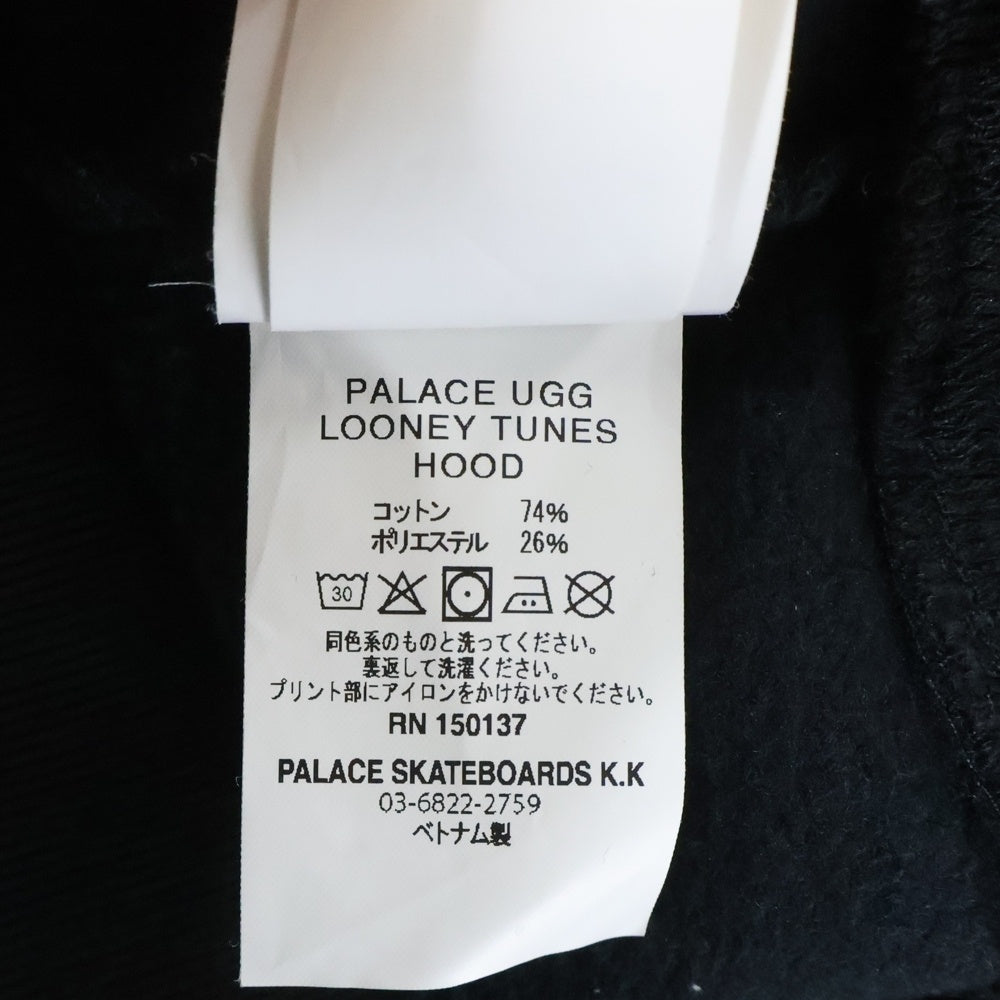 PALACE UGG
LOONEY TUNES
HOOD
コットン 74%
ポリエステル 26%
30
同色系のものと洗ってください。
裏返して洗濯ください。
プリント部にアイロンをかけないでください。
RN 150137
PALACE SKATEBOARDS K.K
03-6822-2759
ベトナム製